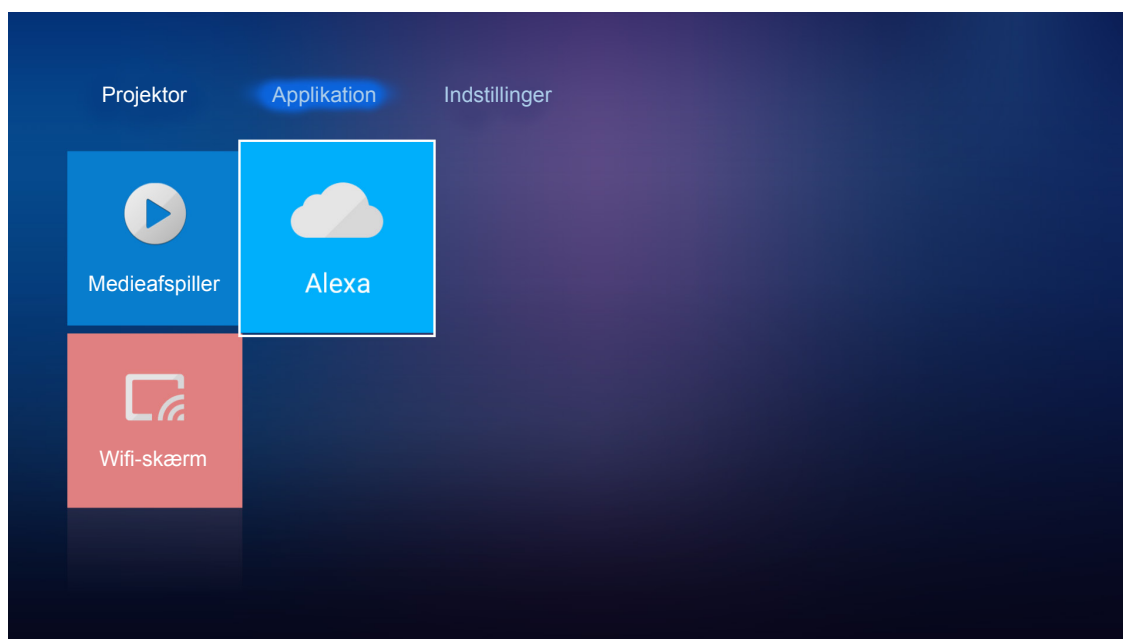 Projektor Applikation Indstillinger
Medieafspiller Alexa
Wifi-skærm